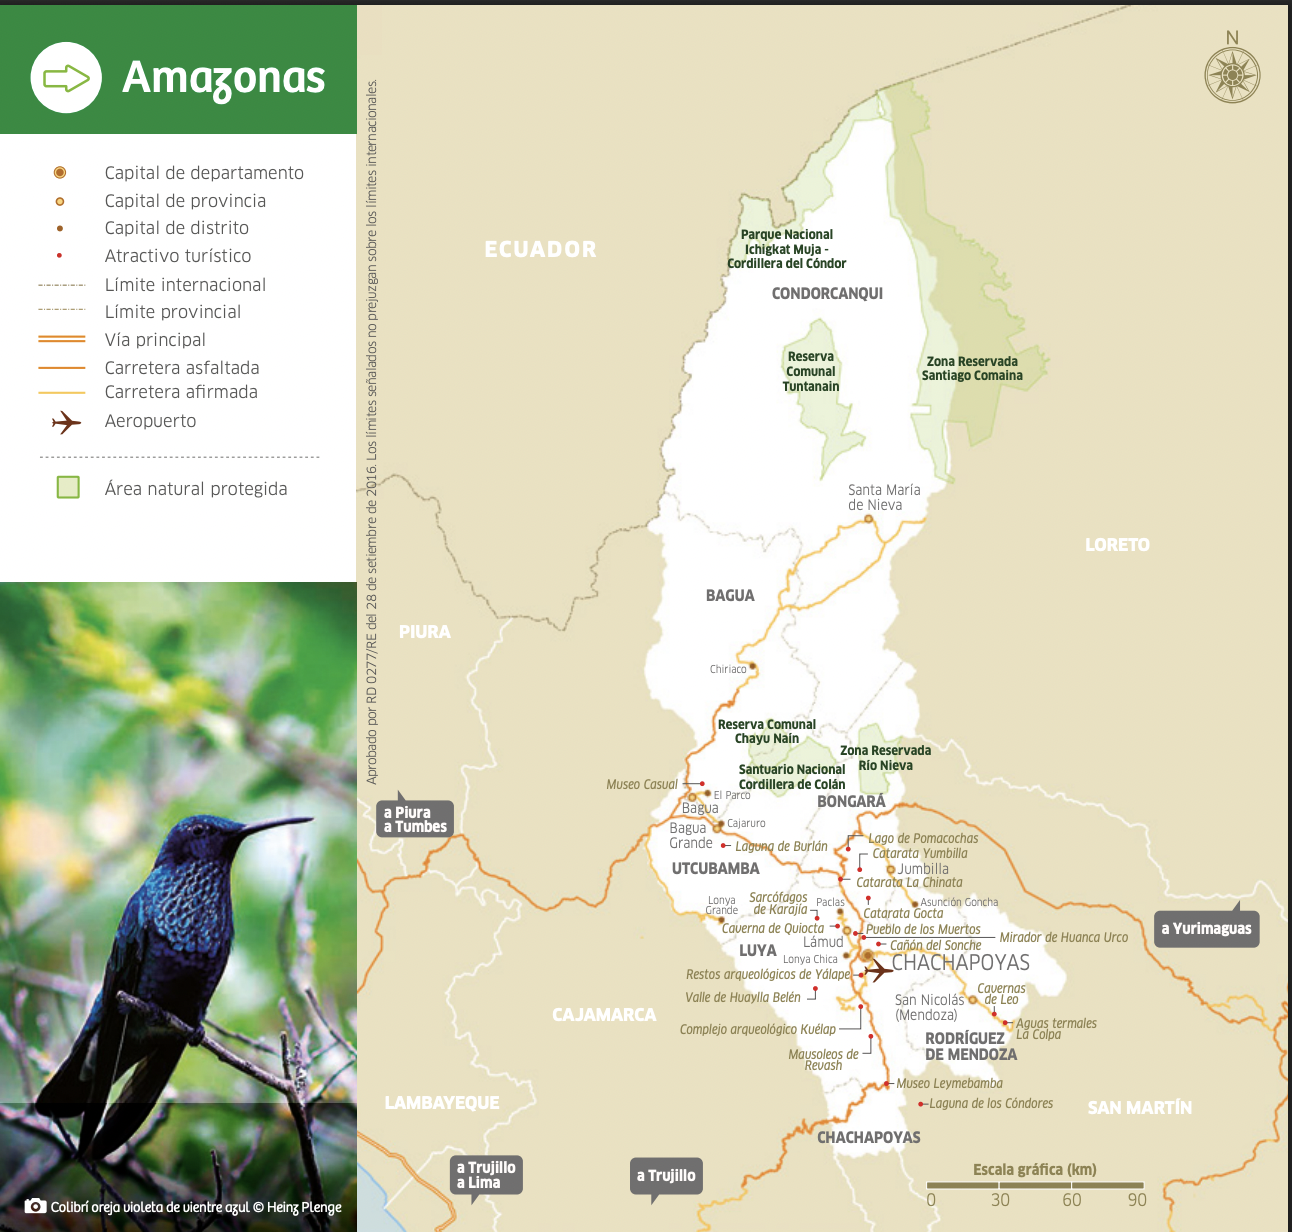 Amazonas
Capital de departamento
Capital de provincia
Capital de distrito
Atractivo turístico
Límite internacional
Límite provincial
Vía principal
Carretera asfaltada
Carretera afirmada
Aeropuerto
Área natural protegida
Colibrí oreja violeta de vientre azul © Heinz Plenge
Aprobado por RD 0277/RE del 28 de setiembre de 2016. Los límites señalados no prejuzgan sobre los límites internacionales.
N
ECUADOR
Parque Nacional
Ichigkat Muja -
Cordillera del Cóndor
CONDORCANQUI
Reserva
Comunal
Tuntanain
Zona Reservada
Santiago Comaina
Santa María
de Nieva
LORETO
BAGUA
PIURA
Chiriaco
Reserva Comunal
Chayu Naín
Zona Reservada
Río Nieva
Santuario Nacional
Cordillera de Colán
Museo Casual
El Parco
Bagua
BONGARÁ
a Piura
a Tumbes
Cajaruro
Bagua
Grande
Laguna de Burlán
Lago de Pomacochas
Catarata Yumbilla
UTCUBAMBA
Jumbilla
Catarata La Chinata
Sarcófagos
de Karajía
Paclas
Lonya
Grande
Asunción Goncha
Catarata Gocta
Caverna de Quiocta
Pueblo de los Muertos
Mirador de Huanca Urco
Lámud
Cañón del Sonche
LUYA
Lonya Chica
CHACHAPOYAS
a Yurimaguas
Restos arqueológicos de Yálape
Valle de Huaylla Belén
San Nicolás
(Mendoza)
Cavernas
de Leo
CAJAMARCA
Complejo arqueológico Kuélap
Aguas termales
La Colpa
RODRÍGUEZ
DE MENDOZA
Mausoleos de
Revash
Museo Leymebamba
LAMBAYEQUE
Laguna de los Cóndores
SAN MARTÍN
CHACHAPOYAS
a Trujillo
a Lima
a Trujillo
Escala gráfica (km)
0 30 60 90